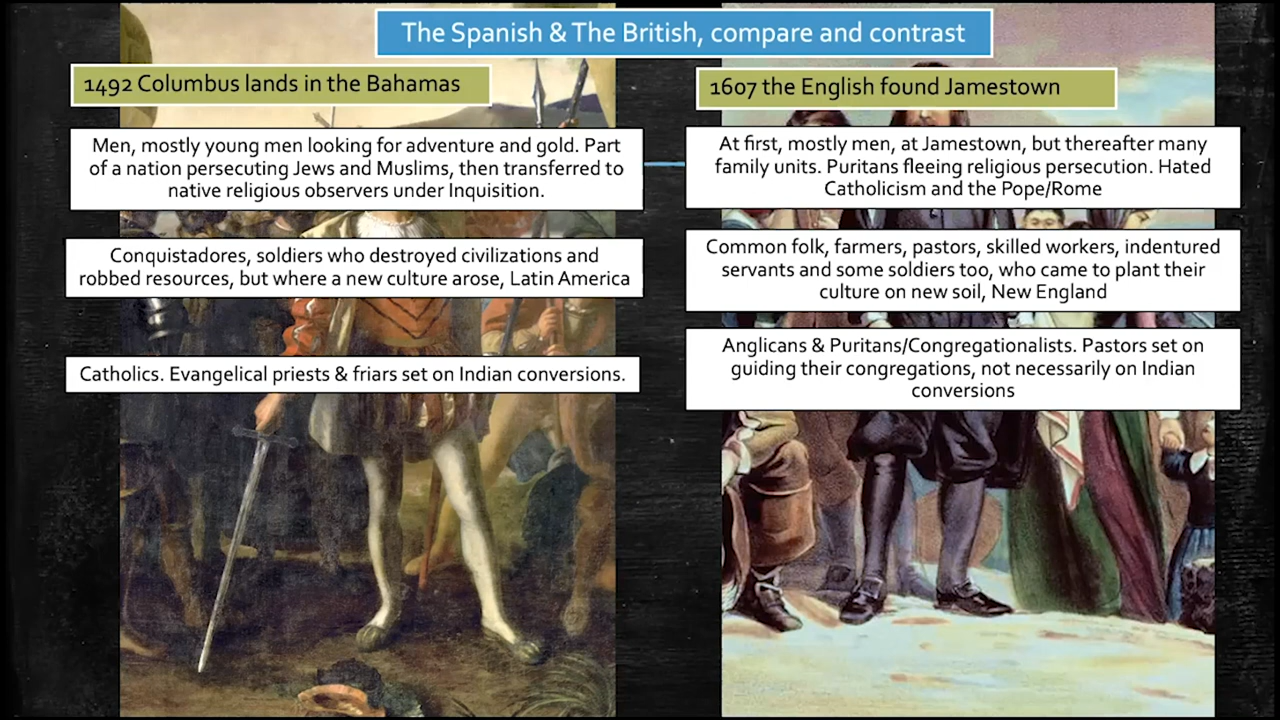 The Spanish & The British, compare and contrast
1492 Columbus lands in the Bahamas
Men, mostly young men looking for adventure and gold. Part
of a nation persecuting Jews and Muslims, then transferred to
native religious observers under Inquisition.
Conquistadores, soldiers who destroyed civilizations and
robbed resources, but where a new culture arose, Latin America
Catholics. Evangelical priests & friars set on Indian conversions.
1607 the English found Jamestown
At first, mostly men, at Jamestown, but thereafter many
family units. Puritans fleeing religious persecution. Hated
Catholicism and the Pope/Rome
Common folk, farmers, pastors, skilled workers, indentured
servants and some soldiers too, who came to plant their
culture on new soil, New England
Anglicans & Puritans/Congregationalists. Pastors set on
guiding their congregations, not necessarily on Indian
conversions